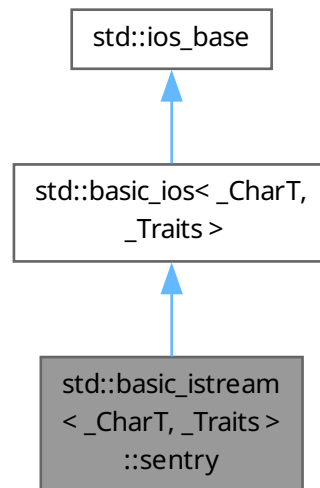 std::ios_base
std::basic_ios< _CharT,
_Traits >
std::basic_istream
< _CharT, _Traits >
::sentry